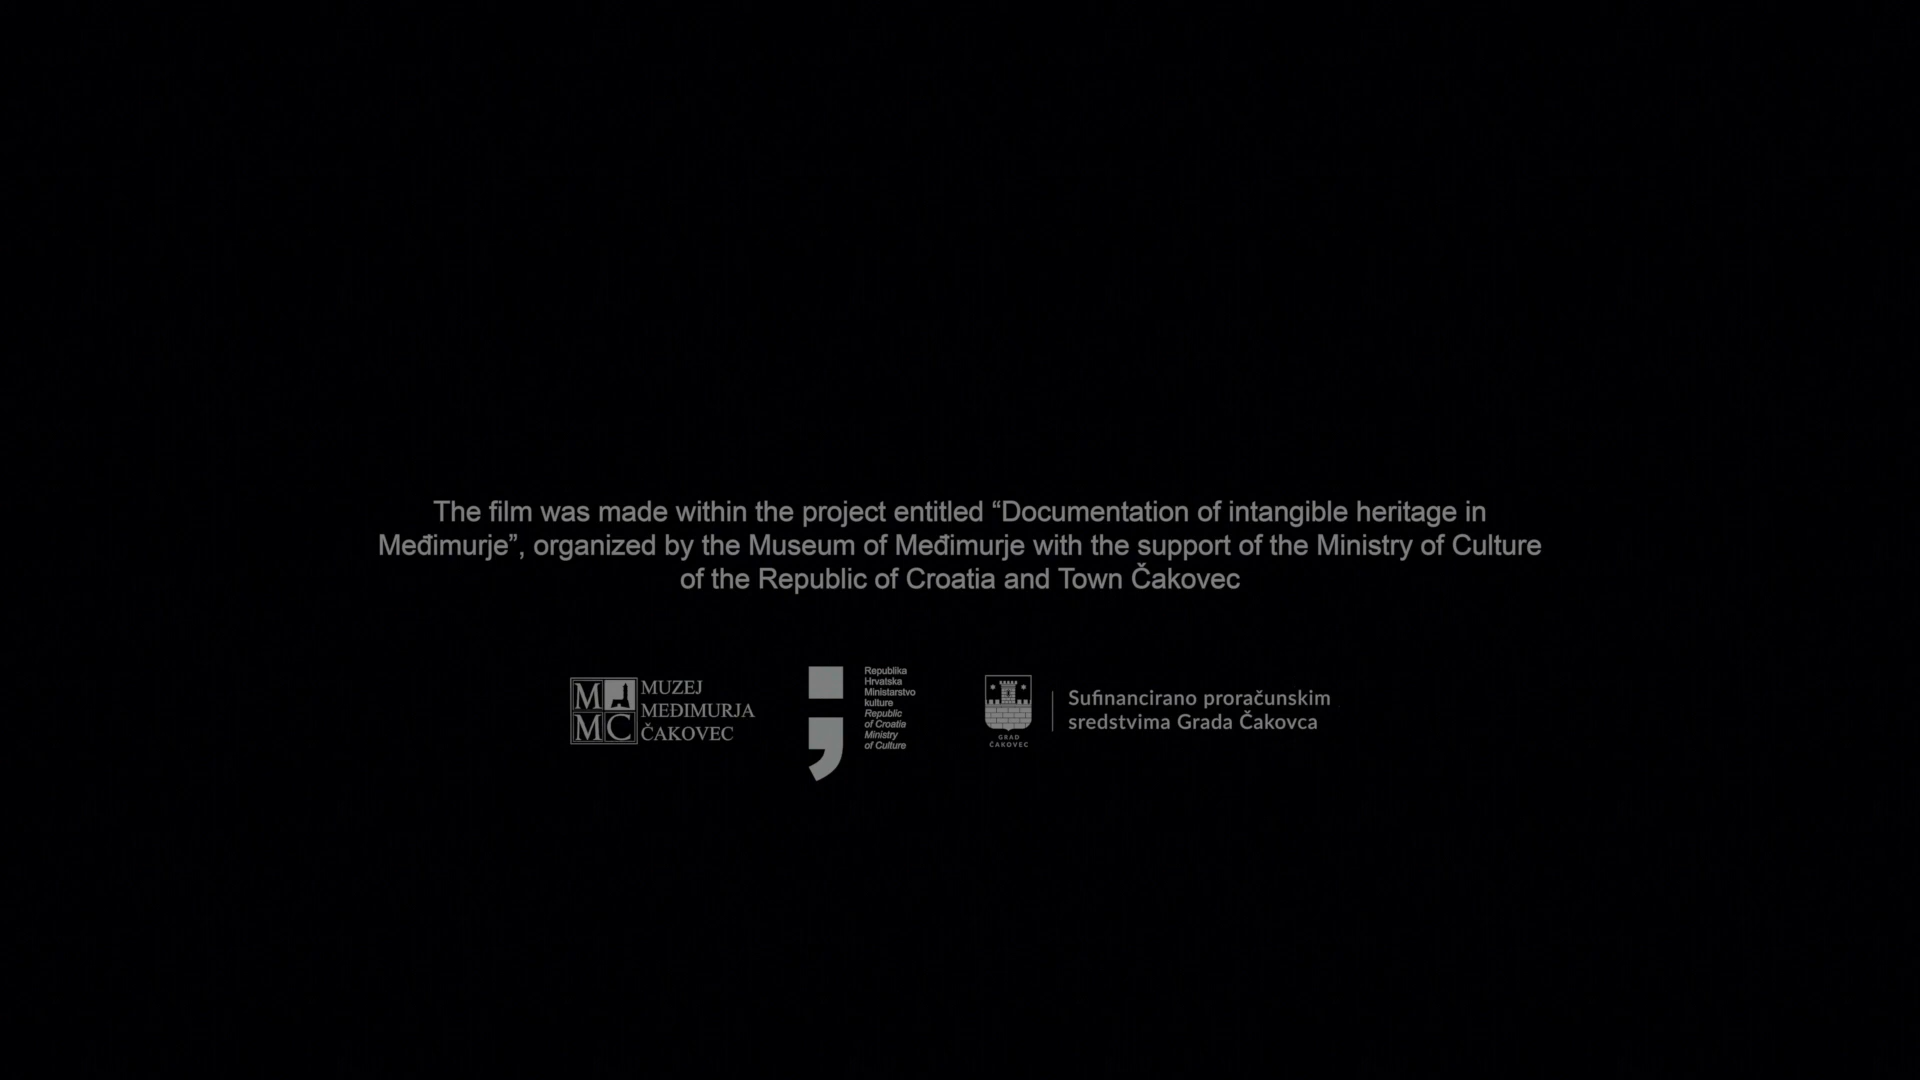 The film was made within the project entitled “Documentation of intangible heritage in
Međimurje”, organized by the Museum of Međimurje with the support of the Ministry of Culture
of the Republic of Croatia and Town Čakovec
MM
MC
MUZEJ
MEĐIMURJA
ČAKOVEC
Republika
Hrvatska
Ministarstvo
kulture
Republic
of Croatia
Ministry
of Culture
GRAD
ČAKOVEC
Sufinancirano proračunskim
sredstvima Grada Čakovca